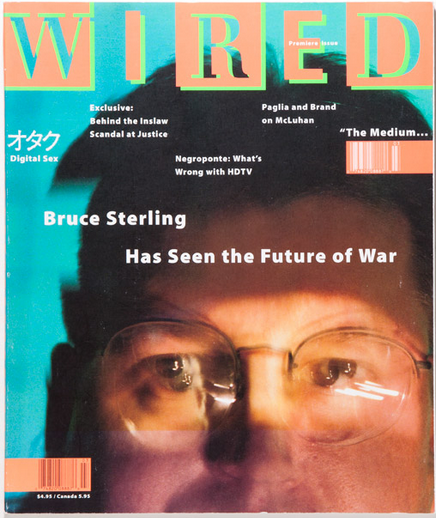 WIRED
Premiere Issue
Exclusive:
Behind the Inslaw
Scandal at Justice
Paglia and Brand
on McLuhan
オタク
Digital Sex
"The Medium...
Negroponte: What's
Wrong with HDTV
Bruce Sterling
Has Seen the Future of War
$4.95 / Canada 5.95